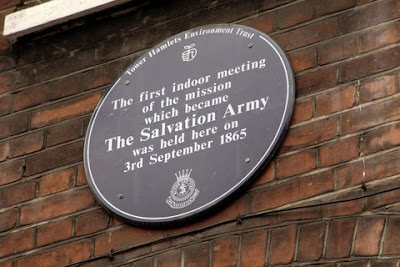 Tower Hamlets Environment Trust
The first indoor meeting
of the mission
which became
The Salvation Army
was held here on
3rd September 1865